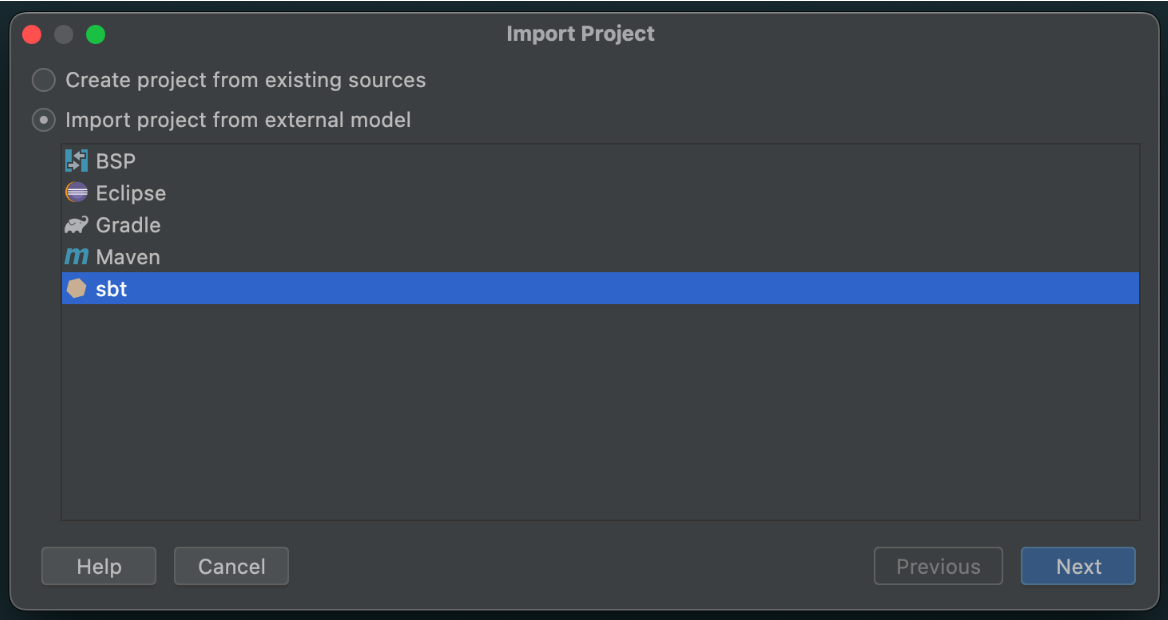 Import Project
Create project from existing sources
Import project from external model
BSP
Eclipse
Gradle
Maven
sbt
Help Cancel Previous Next